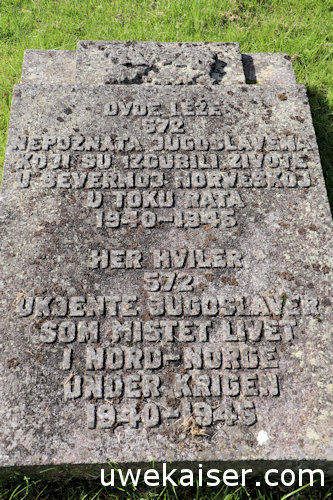 OVDE LEŽE
572
NEPOZNATA JUGOSLAVENA
KOJI SU IZGUBILI ŽIVOTE
U SEVERNOJ NORVEŠKOJ
U TOKU RATA
1940-1945
HER HVILER
572
UKJENTE JUGOSLAVER
SOM MISTET LIVET
I NORD-NORGE
UNDER KRIGEN
1940-1945
uwekaiser.com